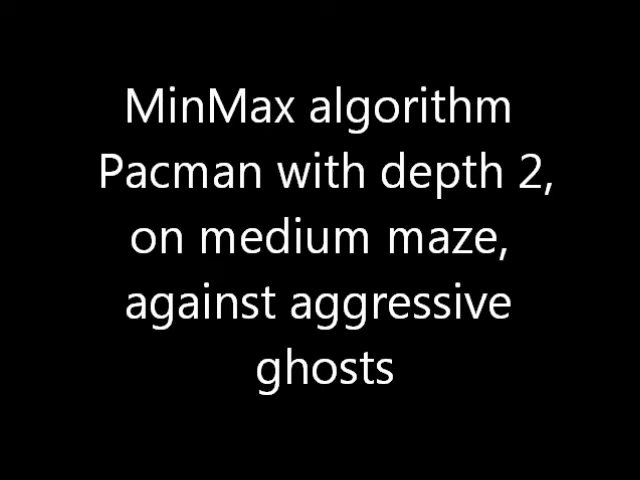 MinMax algorithm
Pacman with depth 2,
on medium maze,
against aggressive
ghosts